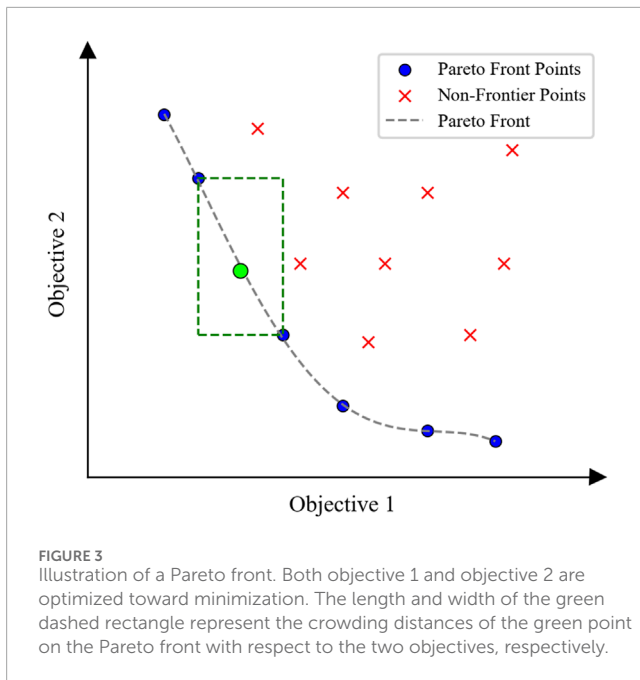 Pareto Front Points
Non-Frontier Points
Pareto Front
Objective 2
Objective 1
FIGURE 3
Illustration of a Pareto front. Both objective 1 and objective 2 are
optimized toward minimization. The length and width of the green
dashed rectangle represent the crowding distances of the green point
on the Pareto front with respect to the two objectives, respectively.